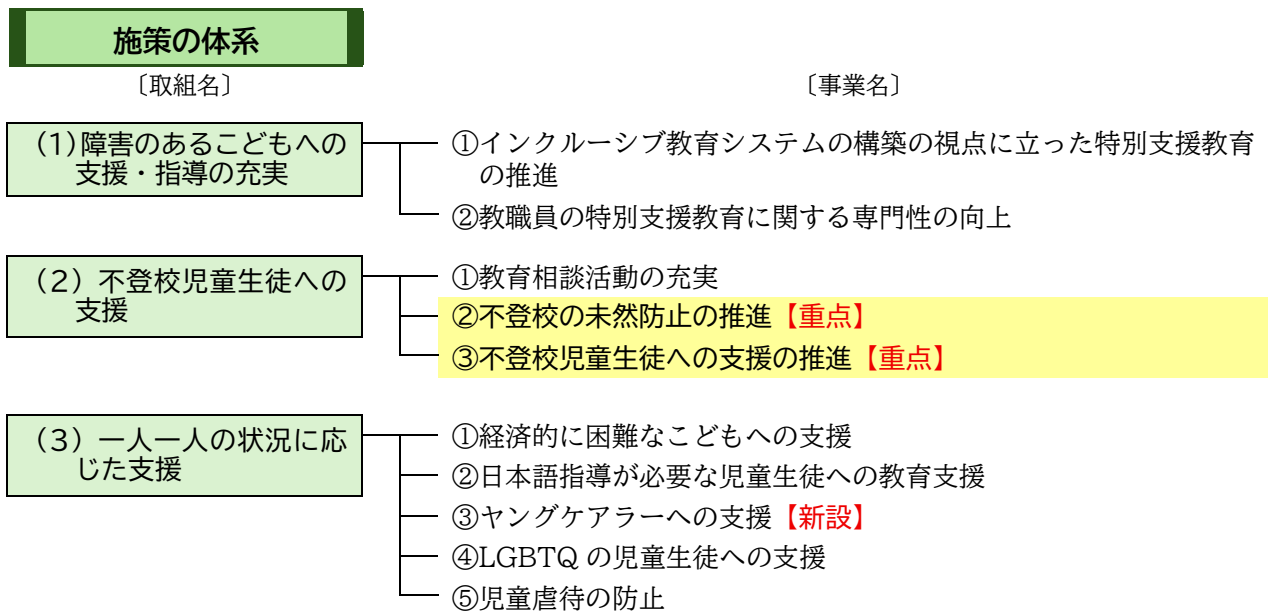 施策の体系
〔取組名〕
〔事業名〕
(1)障害のあるこどもへの
支援・指導の充実
①インクルーシブ教育システムの構築の視点に立った特別支援教育
の推進
②教職員の特別支援教育に関する専門性の向上
(2)不登校児童生徒への
支援
①教育相談活動の充実
②不登校の未然防止の推進【重点】
③不登校児童生徒への支援の推進【重点】
(3)一人一人の状況に応
じた支援
①経済的に困難なこどもへの支援
②日本語指導が必要な児童生徒への教育支援
③ヤングケアラーへの支援【新設】
④LGBTQ の児童生徒への支援
⑤児童虐待の防止